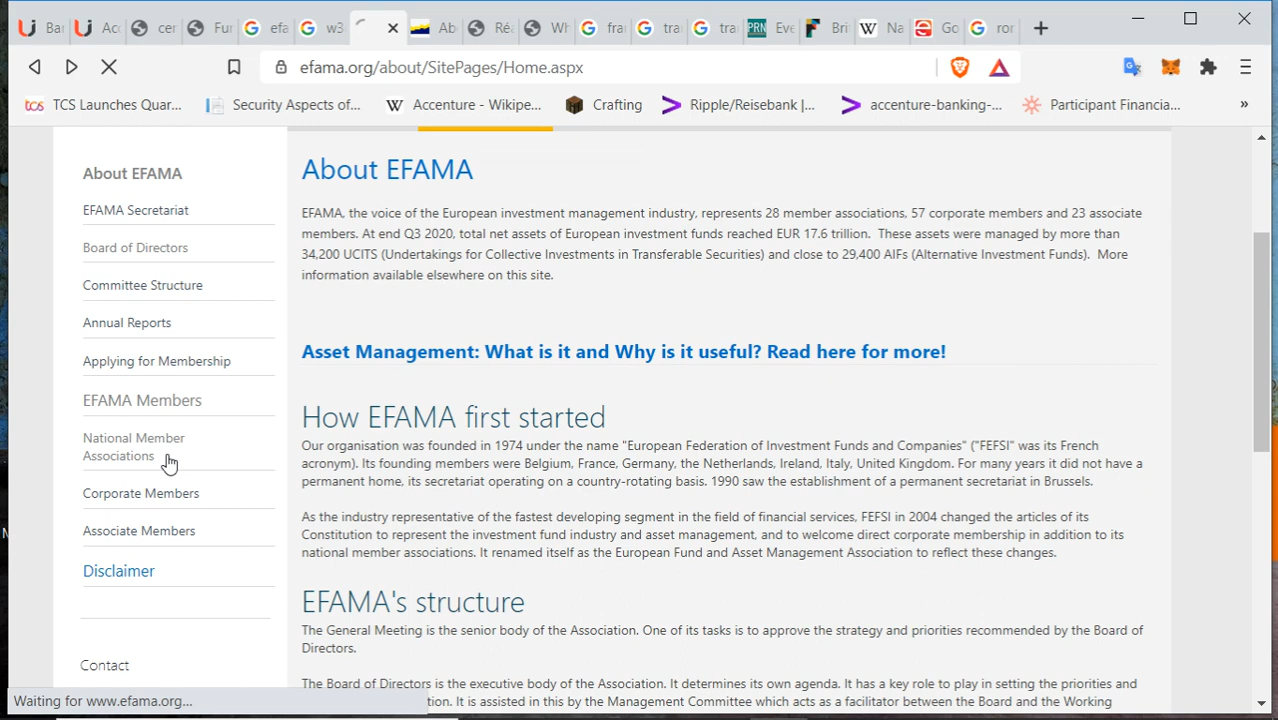 Bar
Acc
cer
Fur
efa
w3
Abo
Réa
Wh
fra
tra
tra
Eve
Bri
Na
Go
ror
efama.org/about/SitePages/Home.aspx
TCS Launches Quar...
Security Aspects of...
Accenture - Wikipe...
Crafting
Ripple/Reisebank |...
accenture-banking-...
Participant Financia...
»
About EFAMA
EFAMA Secretariat
Board of Directors
Committee Structure
Annual Reports
Applying for Membership
EFAMA Members
National Member
Associations
Corporate Members
Associate Members
Disclaimer
Contact
About EFAMA
EFAMA, the voice of the European investment management industry, represents 28 member associations, 57 corporate members and 23 associate
members. At end Q3 2020, total net assets of European investment funds reached EUR 17.6 trillion. These assets were managed by more than
34,200 UCITS (Undertakings for Collective Investments in Transferable Securities) and close to 29,400 AIFs (Alternative Investment Funds). More
information available elsewhere on this site.
Asset Management: What is it and Why is it useful? Read here for more!
How EFAMA first started
Our organisation was founded in 1974 under the name "European Federation of Investment Funds and Companies" ("FEFSI" was its French
acronym). Its founding members were Belgium, France, Germany, the Netherlands, Ireland, Italy, United Kingdom. For many years it did not have a
permanent home, its secretariat operating on a country-rotating basis. 1990 saw the establishment of a permanent secretariat in Brussels.
As the industry representative of the fastest developing segment in the field of financial services, FEFSI in 2004 changed the articles of its
Constitution to represent the investment fund industry and asset management, and to welcome direct corporate membership in addition to its
national member associations. It renamed itself as the European Fund and Asset Management Association to reflect these changes.
EFAMA's structure
The General Meeting is the senior body of the Association. One of its tasks is to approve the strategy and priorities recommended by the Board of
Directors.
The Board of Directors is the executive body of the Association. It determines its own agenda. It has a key role to play in setting the priorities and
tion. It is assisted in this by the Management Committee which acts as a facilitator between the Board and the Working
Waiting for www.efama.org...